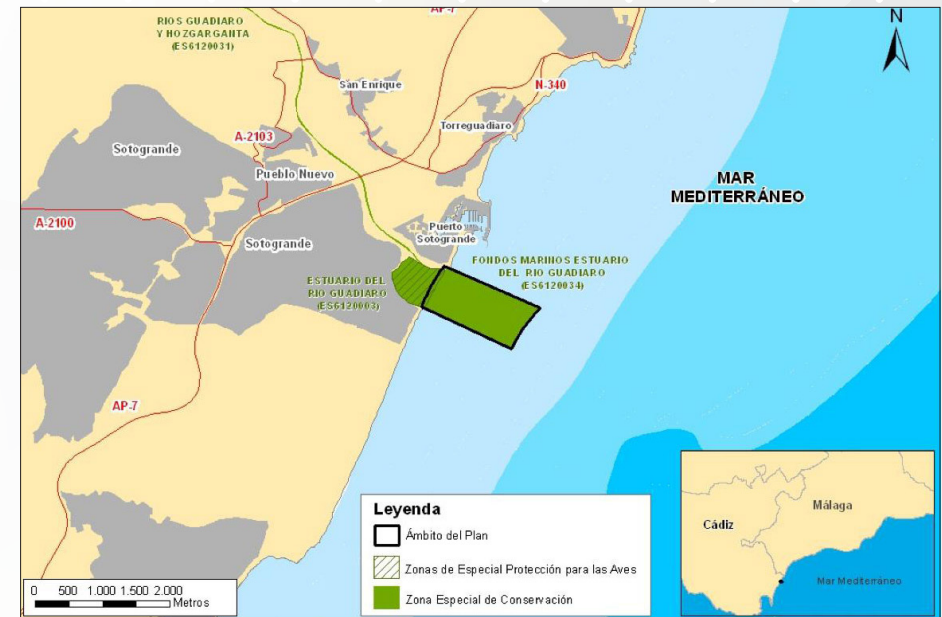 AP-7
N
RIOS GUADIARO
Y HOZGARGANTA
(ES6120031)
San Enrique
N-340
Torreguadiaro
A-2103
Sotogrande
Pueblo Nuevo
MAR
MEDITERRÁNEO
A-2100
Puerto
Sotogrande
Sotogrande
FONDOS MARINOS ESTUARIO
DEL RIO GUADIARO
(ES6120034)
ESTUARIO DEL
RIO GUADIARO
(ES6120003)
AP-7
Leyenda
Ámbito del Plan
Zonas de Especial Protección para las Aves
Zona Especial de Conservación
0 500 1.000 1.500 2.000
Metros
Cádiz
Málaga
Mar Mediterráneo